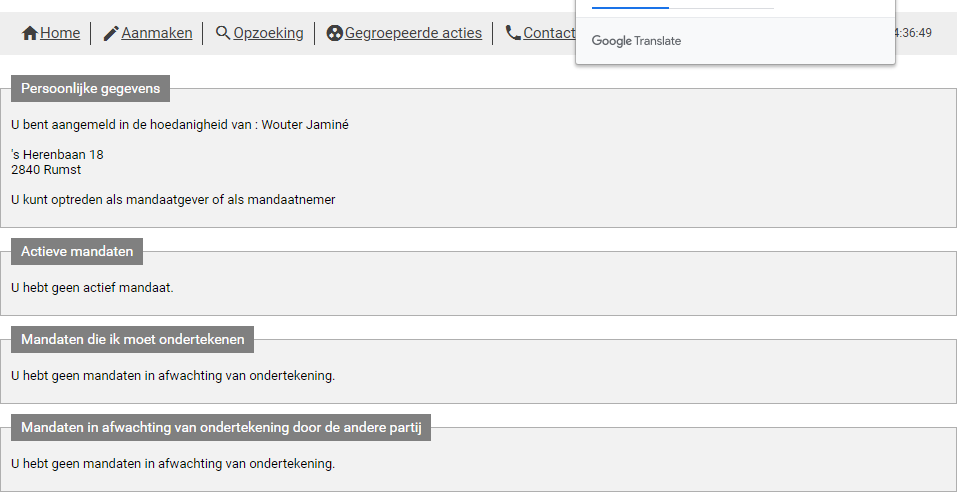 Home Aanmaken Opzoeking Gegroepeerde acties Contact 4:36:49
Google Translate
Persoonlijke gegevens
U bent aangemeld in de hoedanigheid van : Wouter Jaminé
's Herenbaan 18
2840 Rumst
U kunt optreden als mandaatgever of als mandaatnemer
Actieve mandaten
U hebt geen actief mandaat.
Mandaten die ik moet ondertekenen
U hebt geen mandaten in afwachting van ondertekening.
Mandaten in afwachting van ondertekening door de andere partij
U hebt geen mandaten in afwachting van ondertekening.